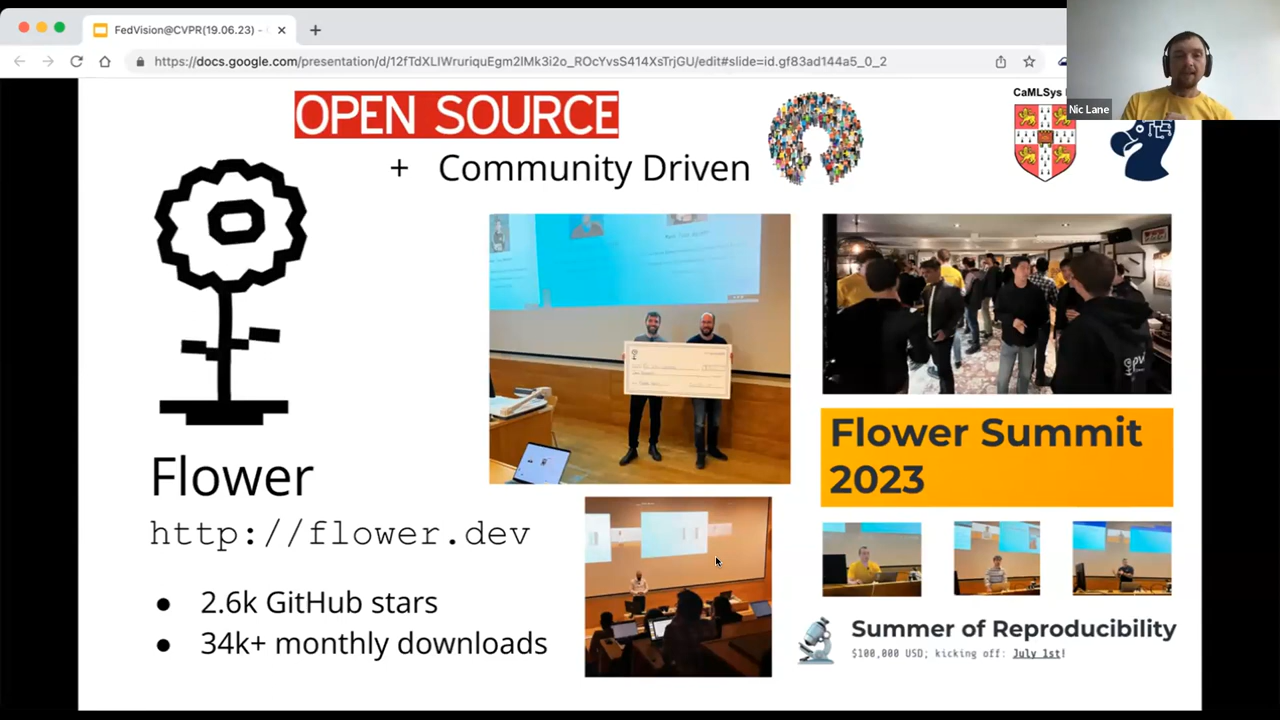 FedVision@CVPR(19.06.23) -
https://docs.google.com/presentation/d/12fTdXLIWruriquEgm2IMk3i2o_ROcYvsS414XsTrjGU/edit#slide=id.gf83ad144a5_0_2
Nic Lane
CaMLSys
OPEN SOURCE
+ Community Driven
Flower Summit
2023
Flower
http://flower.dev
2.6k GitHub stars
34k+ monthly downloads
Summer of Reproducibility
$100,000 USD; kicking off: July 1st!